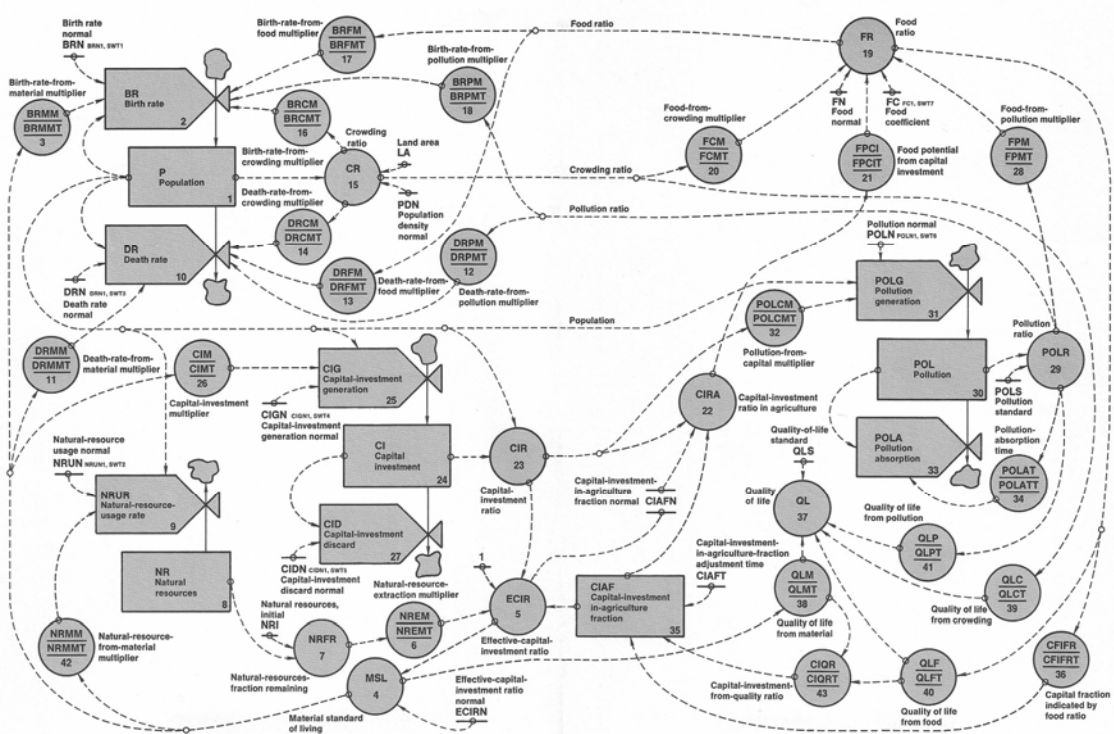 Birth rate
normal
BRN BRN1, SWT1
Birth-rate-from-
material multiplier
BRMM
BRMMT
3
BR
Birth rate
2
Birth-rate-from-
food multiplier
BRFM
BRFMT
17
Birth-rate-from-
pollution multiplier
BRPM
BRPMT
18
BRCM
BRCMT
16
Birth-rate-from-
crowding multiplier
P
Population
1
Crowding
ratio
CR
15
Land area
LA
PDN
Population
density
normal
Death-rate-from-
crowding multiplier
DRCM
DRCMT
14
DR
Death rate
10
DRN DRN1, SWT3
Death rate
normal
DRFM
DRFMT
13
Death-rate-from-
food multiplier
DRPM
DRPMT
12
Death-rate-from-
pollution multiplier
Food ratio
Crowding ratio
Pollution ratio
Population
FR
19
Food
ratio
FN
Food
normal
FC FC1, SWT7
Food
coefficient
Food-from-
crowding multiplier
FCM
FCMT
20
FPCI
FPCIT
21
Food potential
from capital
investment
Food-from-
pollution multiplier
FPM
FPMT
28
Pollution normal
POLN POLN1, SWT6
POLG
Pollution
generation
31
POLCM
POLCMT
32
Pollution-from-
capital multiplier
POL
Pollution
30
Pollution
ratio
POLR
29
POLS
Pollution
standard
POLA
Pollution
absorption
33
Pollution-
absorption
time
POLAT
POLATT
34
DRMM
DRMMT
11
Death-rate-from-
material multiplier
CIM
CIMT
26
Capital-investment
multiplier
CIG
Capital-investment
generation
25
CIGN CIGN1, SWT4
Capital-investment
generation normal
CI
Capital
investment
24
CIR
23
Capital-
investment
ratio
CID
Capital-investment
discard
27
CIDN CIDN1, SWT5
Capital-investment
discard normal
CIRA
22
Capital-investment
ratio in agriculture
Capital-investment-
in-agriculture
fraction normal
CIAFN
Natural-resource
usage normal
NRUN NRUN1, SWT2
NRUR
Natural-resource-
usage rate
9
NR
Natural
resources
8
NRMM
NRMMT
42
Natural-resource-
from-material
multiplier
Natural resources,
initial
NRI
NRFR
7
Natural-resources-
fraction remaining
Natural-resource-
extraction multiplier
NREM
NREMT
6
1
ECIR
5
Effective-capital-
investment ratio
MSL
4
Material standard
of living
Effective-capital-
investment ratio
normal
ECIRN
CIAF
Capital-investment-
in-agriculture
fraction
35
Capital-investment-
in-agriculture-fraction
adjustment time
CIAFT
Quality-of-life
standard
QLS
Quality
of life
QL
37
QLM
QLMT
38
Quality of life
from material
Quality of life
from pollution
QLP
QLPT
41
QLC
QLCT
39
Quality of life
from crowding
Capital-investment-
from-quality ratio
CIQR
CIQRT
43
QLF
QLFT
40
Quality of life
from food
CFIFR
CFIFRT
36
Capital fraction
indicated by
food ratio